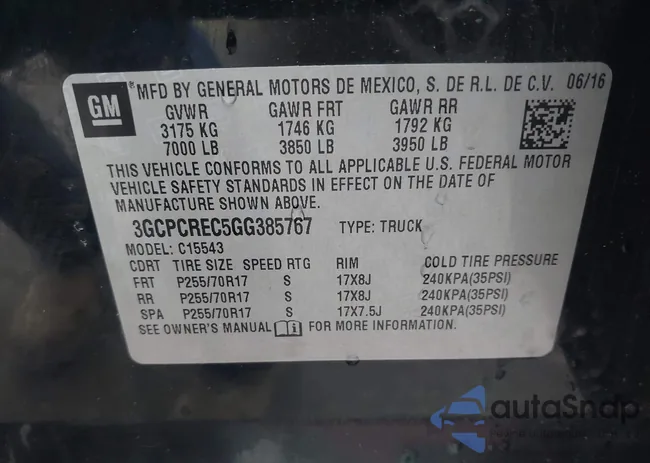 GM
*MFD BY GENERAL MOTORS DE MEXICO, S. DE R.L. DE C.V. 06/16
GVWR GAWR FRT GAWR RR
3175 KG 1746 KG 1792 KG
7000 LB 3850 LB 3950 LB
THIS VEHICLE CONFORMS TO ALL APPLICABLE U.S. FEDERAL MOTOR
VEHICLE SAFETY STANDARDS IN EFFECT ON THE DATE OF
MANUFACTURE SHOWN ABOVE.
3GCPCREC5GG385767 TYPE: TRUCK
MODEL: C15543
CDRT TIRE SIZE SPEED RTG RIM COLD TIRE PRESSURE
FRT P255/70R17 S 17X8J 240KPA(35PSI)
RR P255/70R17 S 17X8J 240KPA(35PSI)
SPA P255/70R17 S 17X7.5J 240KPA(35PSI)
SEE OWNER'S MANUAL i FOR MORE INFORMATION.
autoSnap